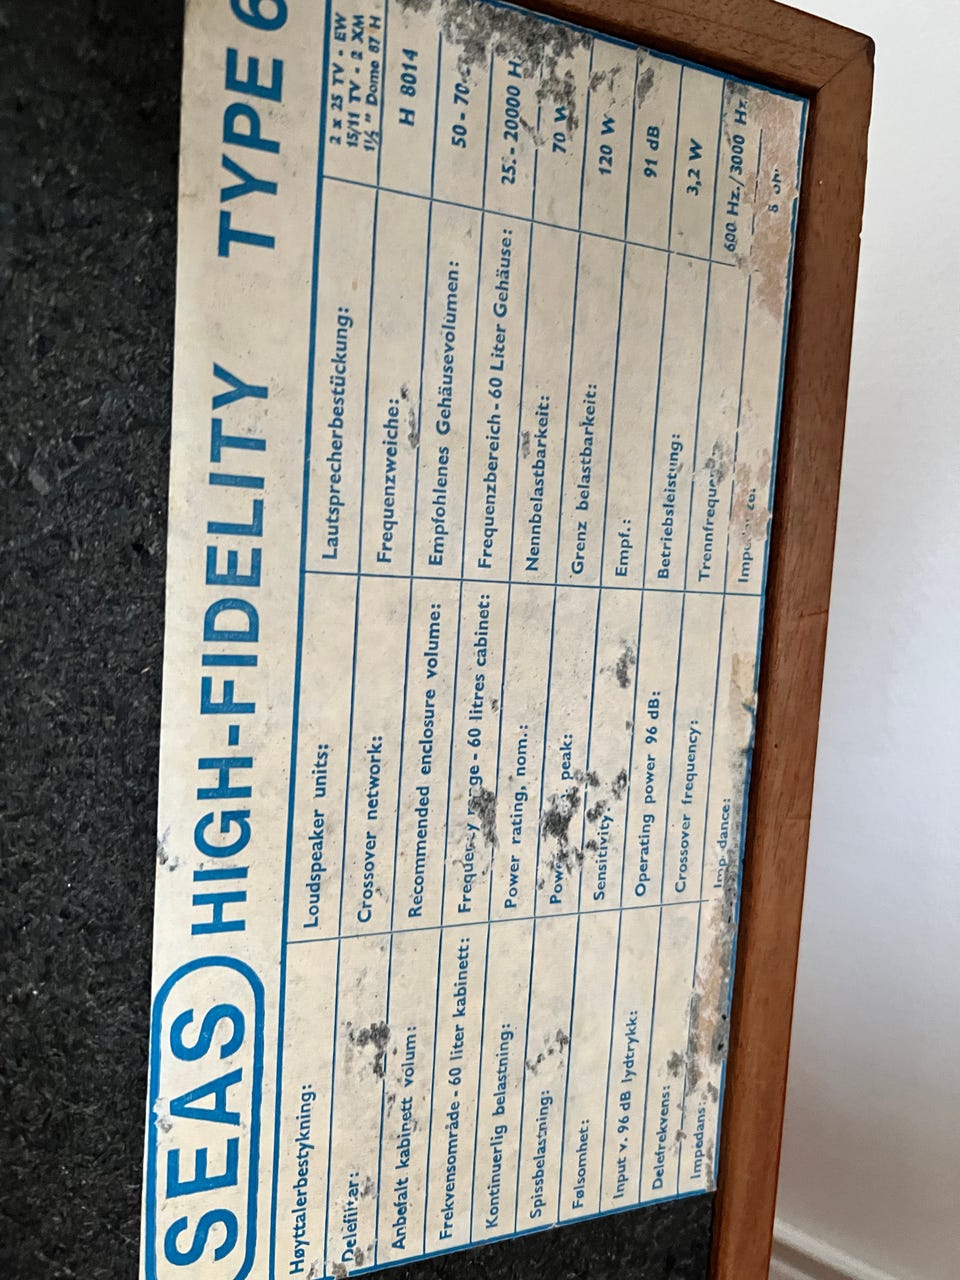 SEAS HIGH-FIDELITY TYPE 6
Høyttalerbestykning: Loudspeaker units: Lautsprecherbestückung: 2 x 25 TV - EW
15/11 TV - 2 XM
1½" Dome 87 H
Delefilter: Crossover network: Frequenzweiche: H 8014
Anbefalt kabinett volum: Recommended enclosure volume: Empfohlenes Gehäusevolumen: 50 - 70
Frekvensområde - 60 liter kabinett: Frequency range - 60 litres cabinet: Frequenzbereich - 60 Liter Gehäuse: 25 - 20000 H
Kontinuerlig belastning: Power rating, nom.: Nennbelastbarkeit: 70 W
Spissbelastning: peak: Grenz belastbarkeit: 120 W
Følsomhet: Sensitivity: Empf.: 91 dB
Input v. 96 dB lydtrykk: Operating power 96 dB: Betriebsleistung: 3,2 W
Delefrekvens: Crossover frequency: Trennfrequen 600 Hz./3000 Hz.
Impedans: Impedance: 8